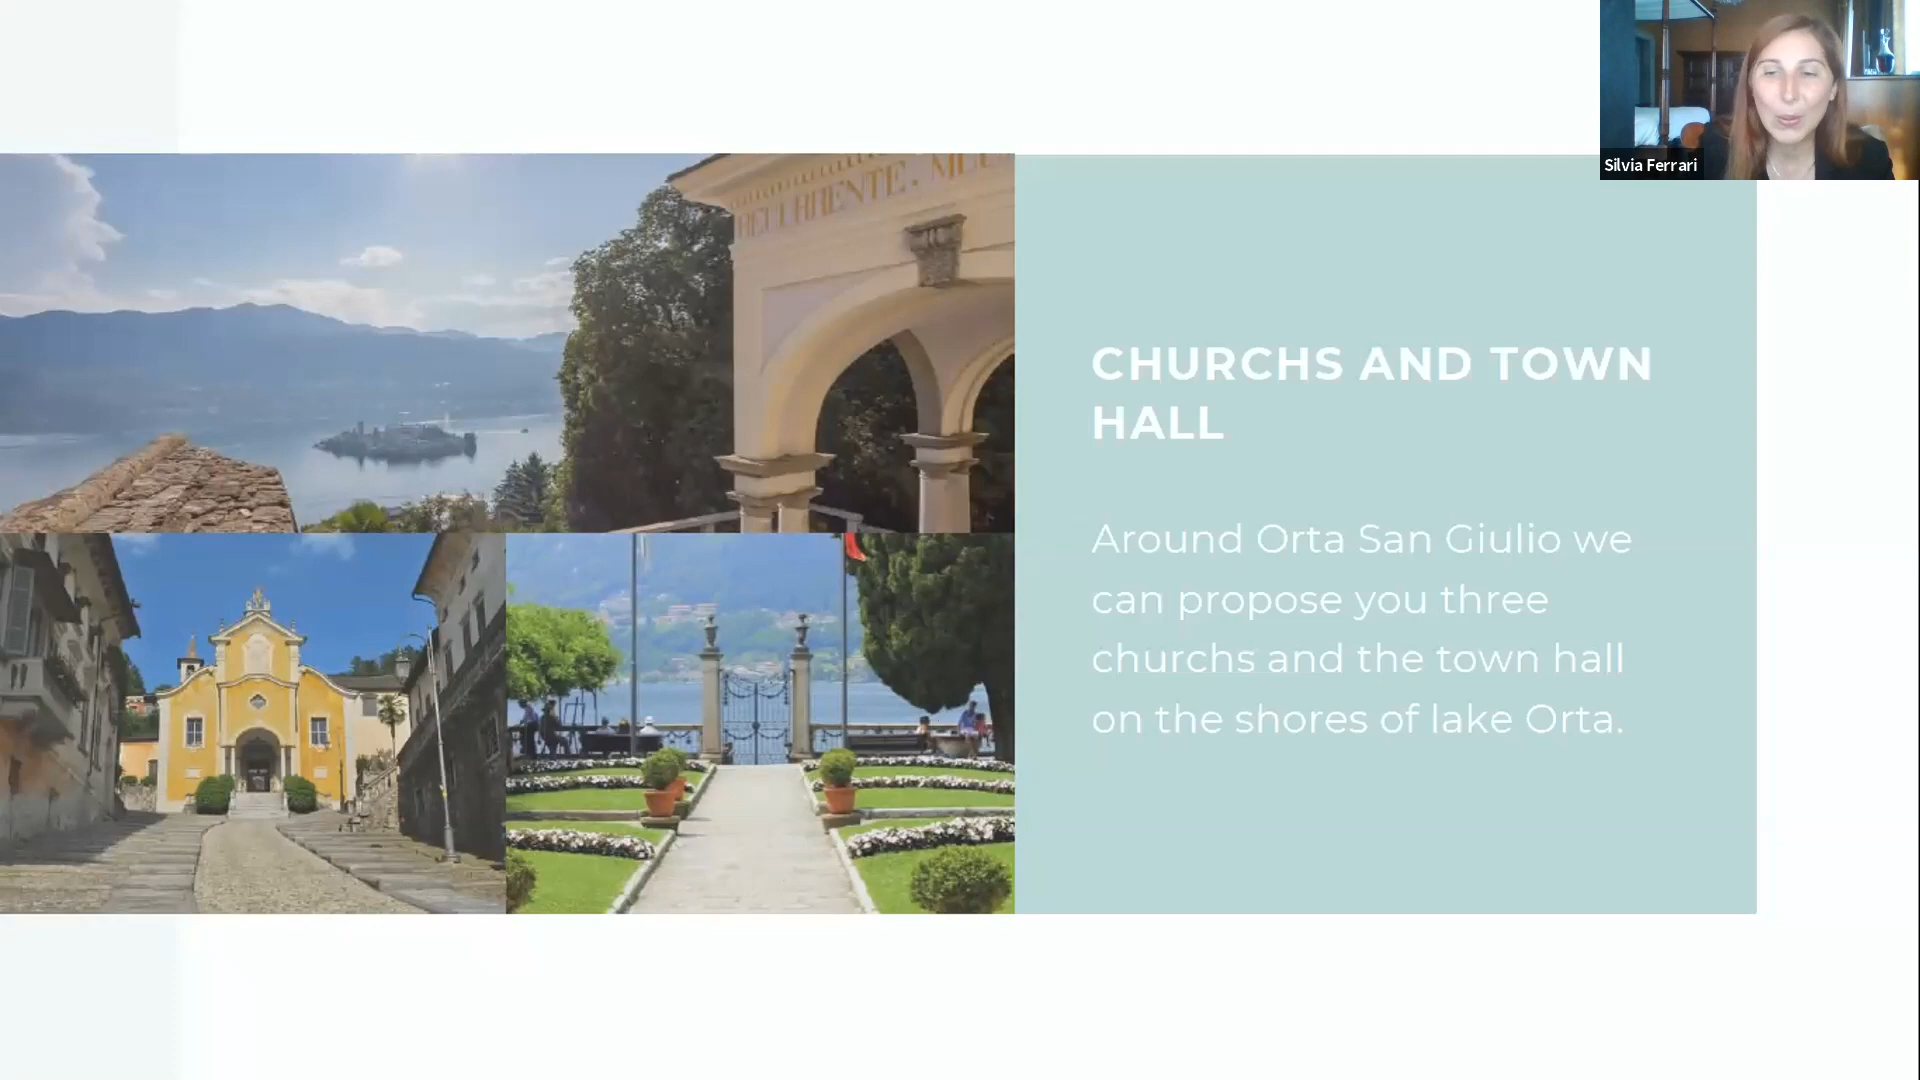 Silvia Ferrari
CHURCHS AND TOWN
HALL
Around Orta San Giulio we
can propose you three
churchs and the town hall
on the shores of lake Orta.